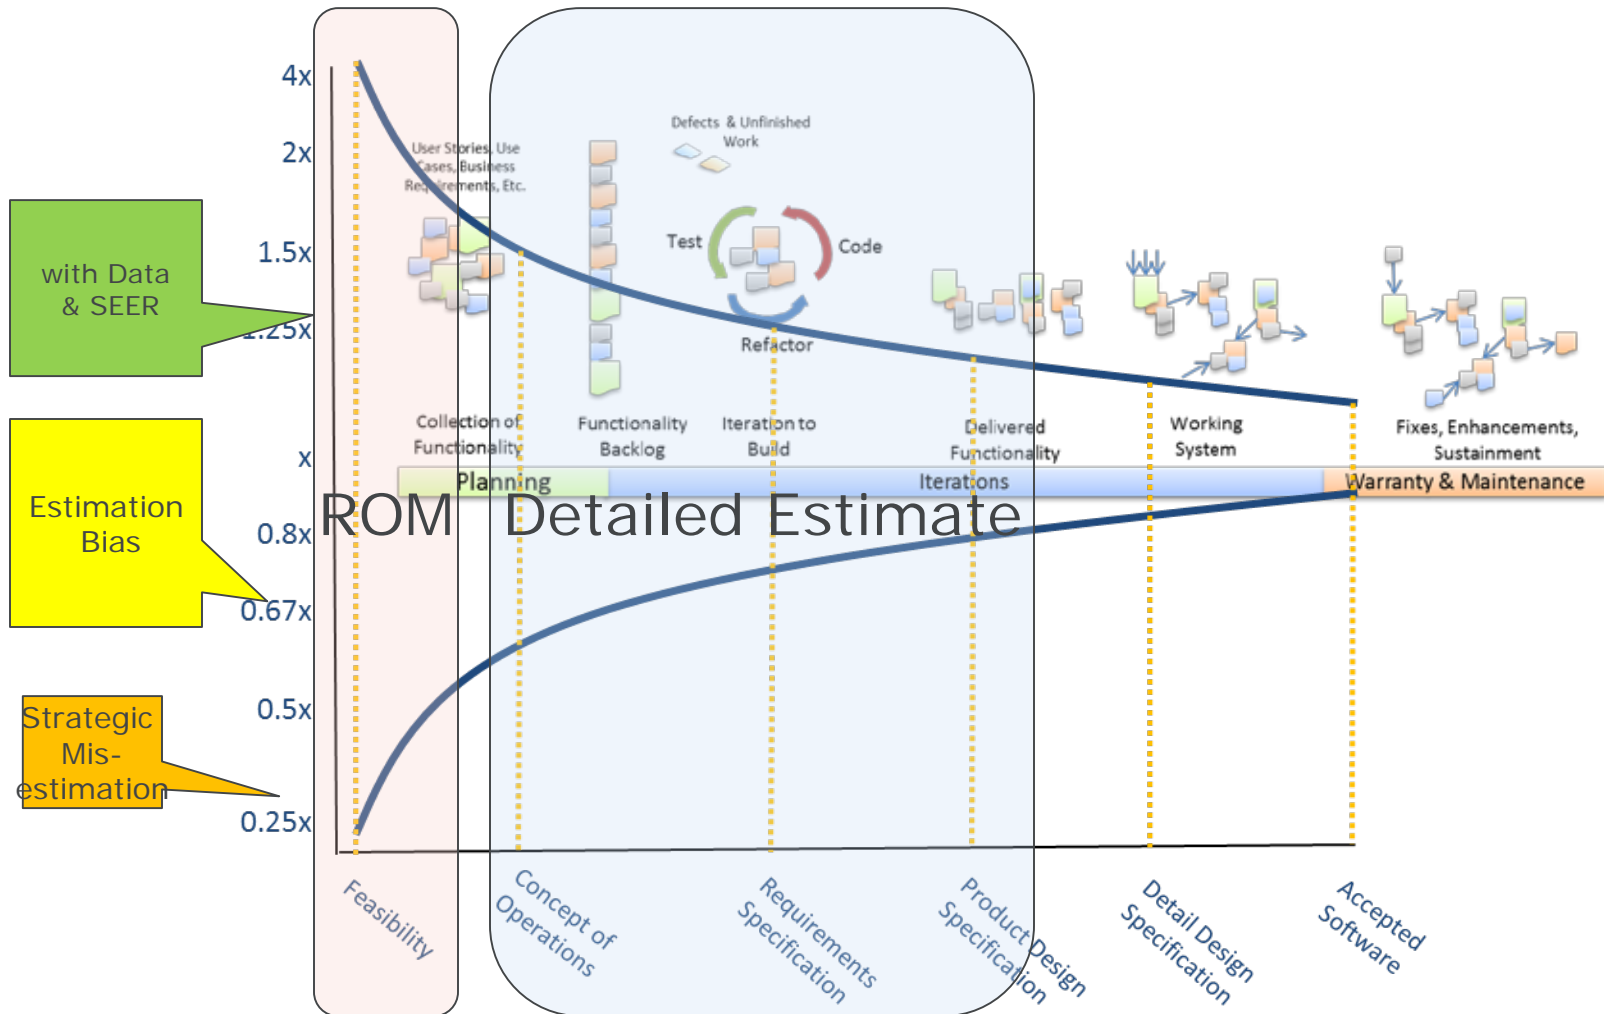 4x
2x
1.5x
1.25x
x
0.8x
0.67x
0.5x
0.25x
with Data
& SEER
Estimation
Bias
Strategic
Mis-
estimation
User Stories, Use
Cases, Business
Requirements, Etc.
Defects & Unfinished
Work
Test
Code
Refactor
Collection of
Functionality
Functionality
Backlog
Iteration to
Build
Delivered
Functionality
Working
System
Fixes, Enhancements,
Sustainment
Planning
Iterations
Warranty & Maintenance
ROM
Detailed Estimate
Feasibility
Concept of
Operations
Requirements
Specification
Product Design
Specification
Detail Design
Specification
Accepted
Software